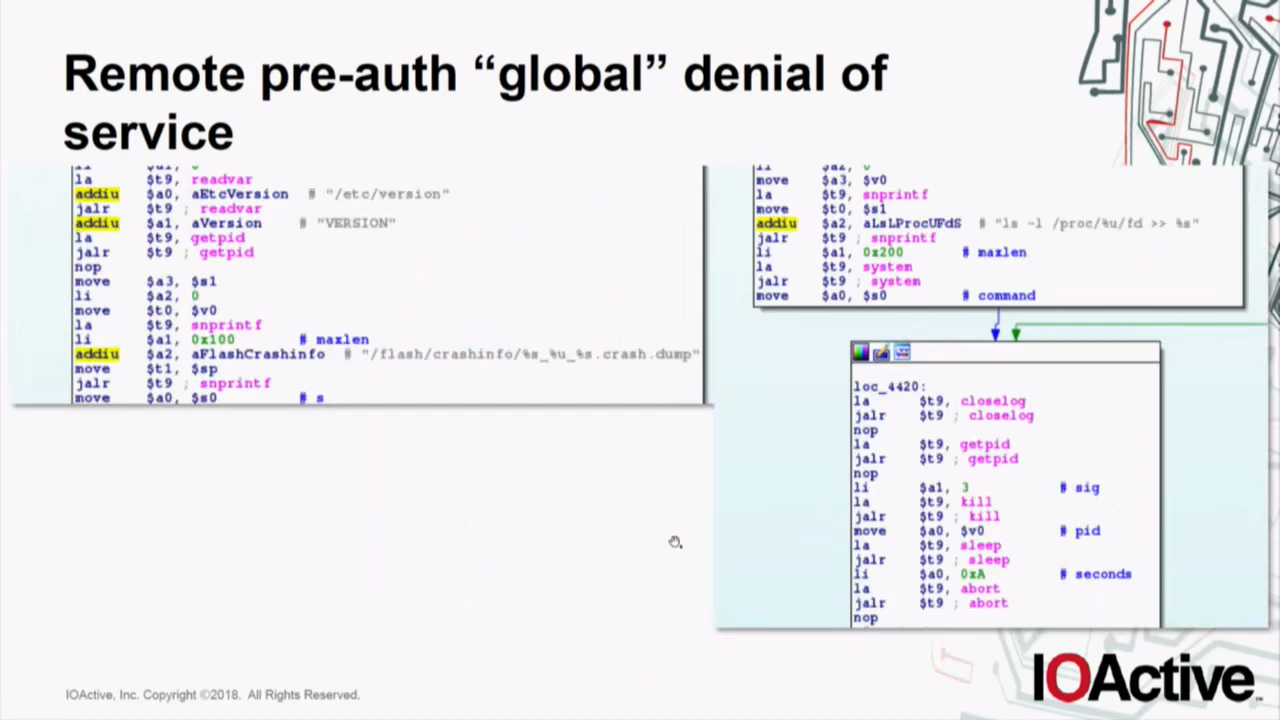 Remote pre-auth “global” denial of
service
la $t9, readvar
addiu $a0, aEtcVersion # "/etc/version"
jalr $t9 ; readvar
addiu $a1, aVersion # "VERSION"
la $t9, getpid
jalr $t9 ; getpid
nop
move $a3, $s1
li $a2, 0
move $t0, $v0
la $t9, snprintf
li $a1, 0x100 # maxlen
addiu $a2, aFlashCrashinfo # "/flash/crashinfo/%s_%u_%s.crash.dump"
move $t1, $sp
jalr $t9 ; snprintf
move $a0, $s0 # s
li $a2, 0
move $a3, $v0
la $t9, snprintf
move $t0, $s1
addiu $a2, aLsLProcUFdS # "ls -l /proc/%u/fd >> %s"
jalr $t9 ; snprintf
li $a1, 0x200 # maxlen
la $t9, system
jalr $t9 ; system
move $a0, $s0 # command
loc_4420:
la $t9, closelog
jalr $t9 ; closelog
nop
la $t9, getpid
jalr $t9 ; getpid
nop
li $a1, 3 # sig
la $t9, kill
jalr $t9 ; kill
move $a0, $v0 # pid
la $t9, sleep
jalr $t9 ; sleep
li $a0, 0xA # seconds
la $t9, abort
jalr $t9 ; abort
nop
IOActive, Inc. Copyright ©2018. All Rights Reserved.
IOActive™